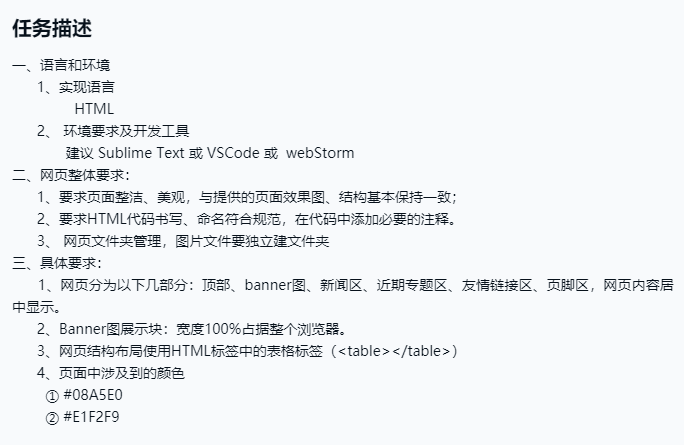 任务描述
一、语言和环境
1、实现语言
HTML
2、 环境要求及开发工具
建议 Sublime Text 或 VSCode 或 webStorm
二、网页整体要求：
1、要求页面整洁、美观，与提供的页面效果图、结构基本保持一致；
2、要求HTML代码书写、命名符合规范，在代码中添加必要的注释。
3、 网页文件夹管理，图片文件要独立建文件夹
三、具体要求：
1、网页分为以下几部分：顶部、banner图、新闻区、近期专题区、友情链接区、页脚区，网页内容居
中显示。
2、Banner图展示块：宽度100%占据整个浏览器。
3、网页结构布局使用HTML标签中的表格标签（<table></table>）
4、页面中涉及到的颜色
① #08A5E0
② #E1F2F9